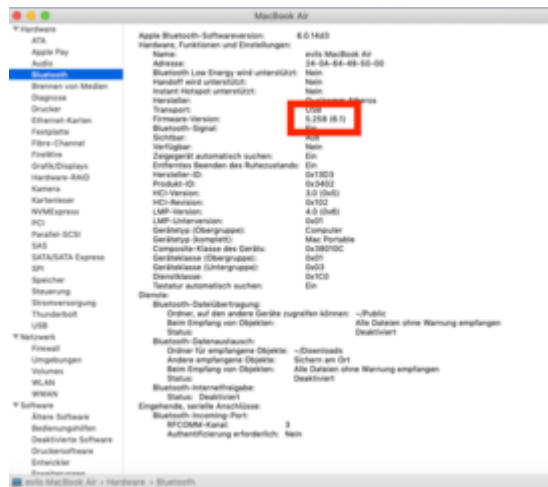 MacBook Air
Hardware
ATA
Apple Pay
Audio
Bluetooth
Brennen von Medien
Diagnose
Drucker
Ethernet-Karten
Festplatte
Fibre-Channel
FireWire
Grafik/Displays
Hardware-RAID
Kamera
Kartenleser
NVMExpress
PCI
Parallel-SCSI
SAS
SATA/SATA Express
SPI
Speicher
Steuerung
Stromversorgung
Thunderbolt
USB
Netzwerk
Firewall
Umgebungen
Volumes
WLAN
WWAN
Software
Ältere Software
Bedienungshilfen
Deaktivierte Software
Druckersoftware
Entwickler
Apple Bluetooth-Softwareversion: 6.0.14d3
Hardware, Funktionen und Einstellungen:
Name: evils MacBook Air
Adresse: 24-0A-64-48-50-00
Bluetooth Low Energy wird unterstützt: Nein
Handoff wird unterstützt: Nein
Instant Hotspot unterstützt: Nein
Hersteller: Qualcomm Atheros
Transport: USB
Firmware-Version: 5.258 (6.1)
Bluetooth-Signal: Ein
Sichtbar: Aus
Verfügbar: Nein
Zeigegerät automatisch suchen: Ein
Entferntes Beenden des Ruhezustands: Ein
Hersteller-ID: 0x13D3
Produkt-ID: 0x3402
HCI-Version: 3.0 (0x5)
HCI-Revision: 0x102
LMP-Version: 4.0 (0x6)
LMP-Unterversion: 0x01
Gerätetyp (Obergruppe): Computer
Gerätetyp (komplett): Mac Portable
Composite-Klasse des Geräts: 0x38010C
Geräteklasse (Obergruppe): 0x01
Geräteklasse (Untergruppe): 0x03
Dienstklasse: 0x1C0
Tastatur automatisch suchen: Ein
Dienste:
Bluetooth-Dateiübertragung:
Ordner, auf den andere Geräte zugreifen können: ~/Public
Beim Empfang von Objekten: Alle Dateien ohne Warnung empfangen
Status: Deaktiviert
Bluetooth-Datenaustausch:
Ordner für empfangene Objekte: ~/Downloads
Andere empfangene Objekte: Sichern am Ort
Beim Empfang von Objekten: Alle Dateien ohne Warnung empfangen
Status: Deaktiviert
Bluetooth-Internetfreigabe:
Status: Deaktiviert
Eingehende, serielle Anschlüsse:
Bluetooth-Incoming-Port:
RFCOMM-Kanal: 3
Authentifizierung erforderlich: Nein
evils MacBook Air › Hardware › Bluetooth